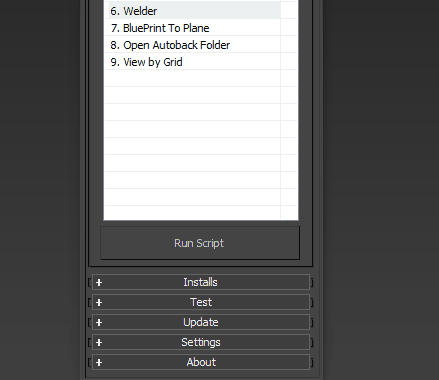 6. Welder
7. BluePrint To Plane
8. Open Autoback Folder
9. View by Grid
Run Script
+ Installs
+ Test
+ Update
+ Settings
+ About